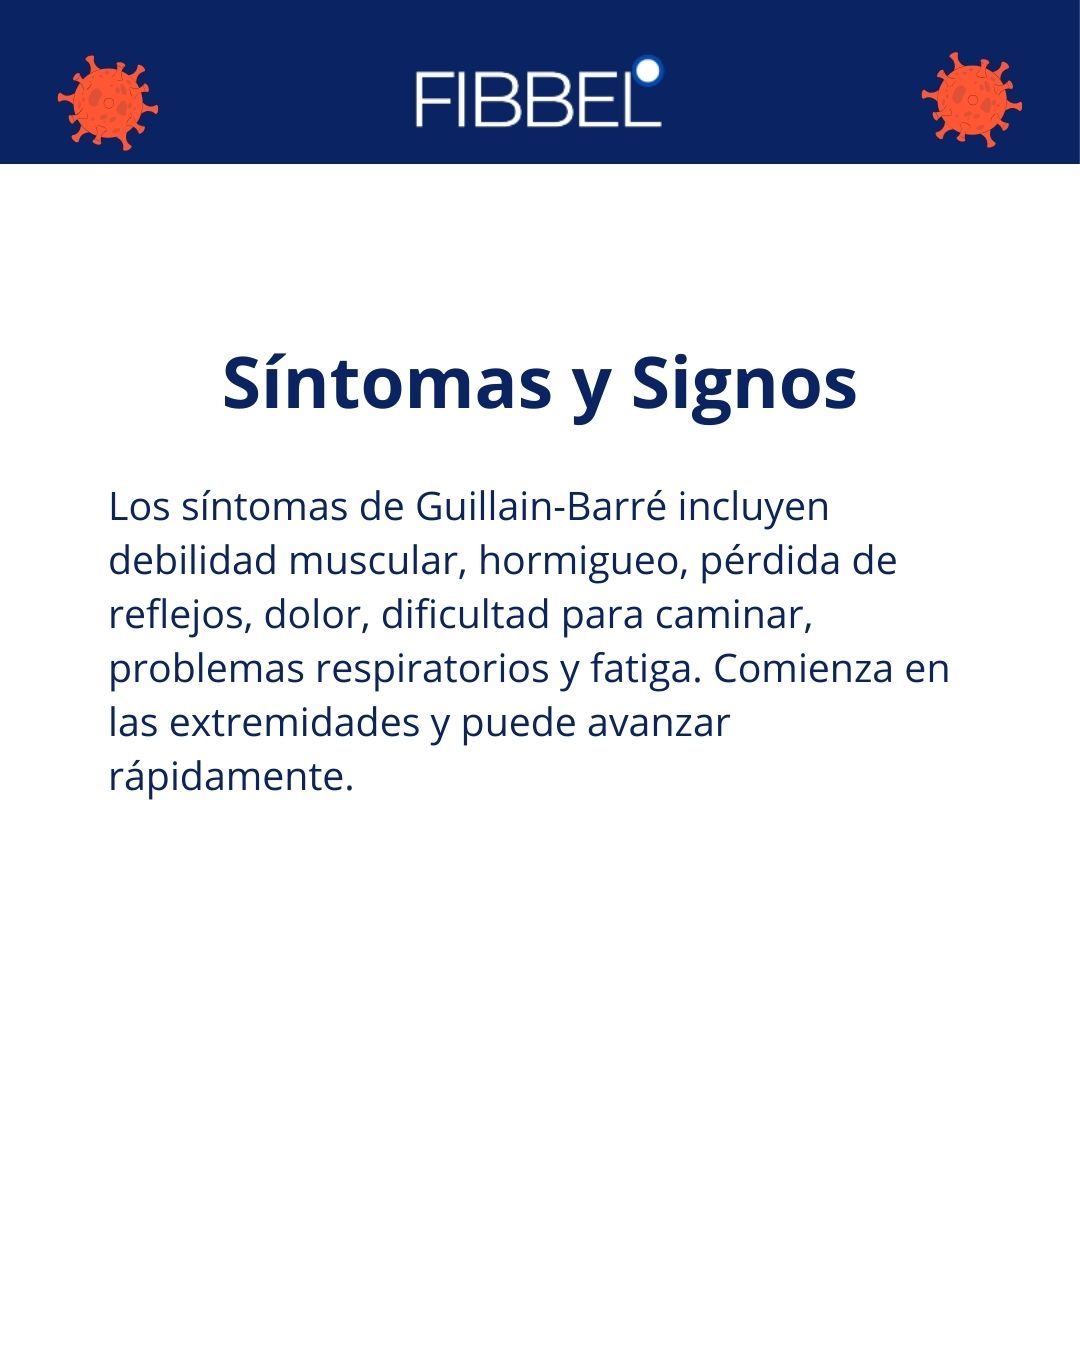 FIBBEL
Síntomas y Signos
Los síntomas de Guillain-Barré incluyen
debilidad muscular, hormigueo, pérdida de
reflejos, dolor, dificultad para caminar,
problemas respiratorios y fatiga. Comienza en
las extremidades y puede avanzar
rápidamente.